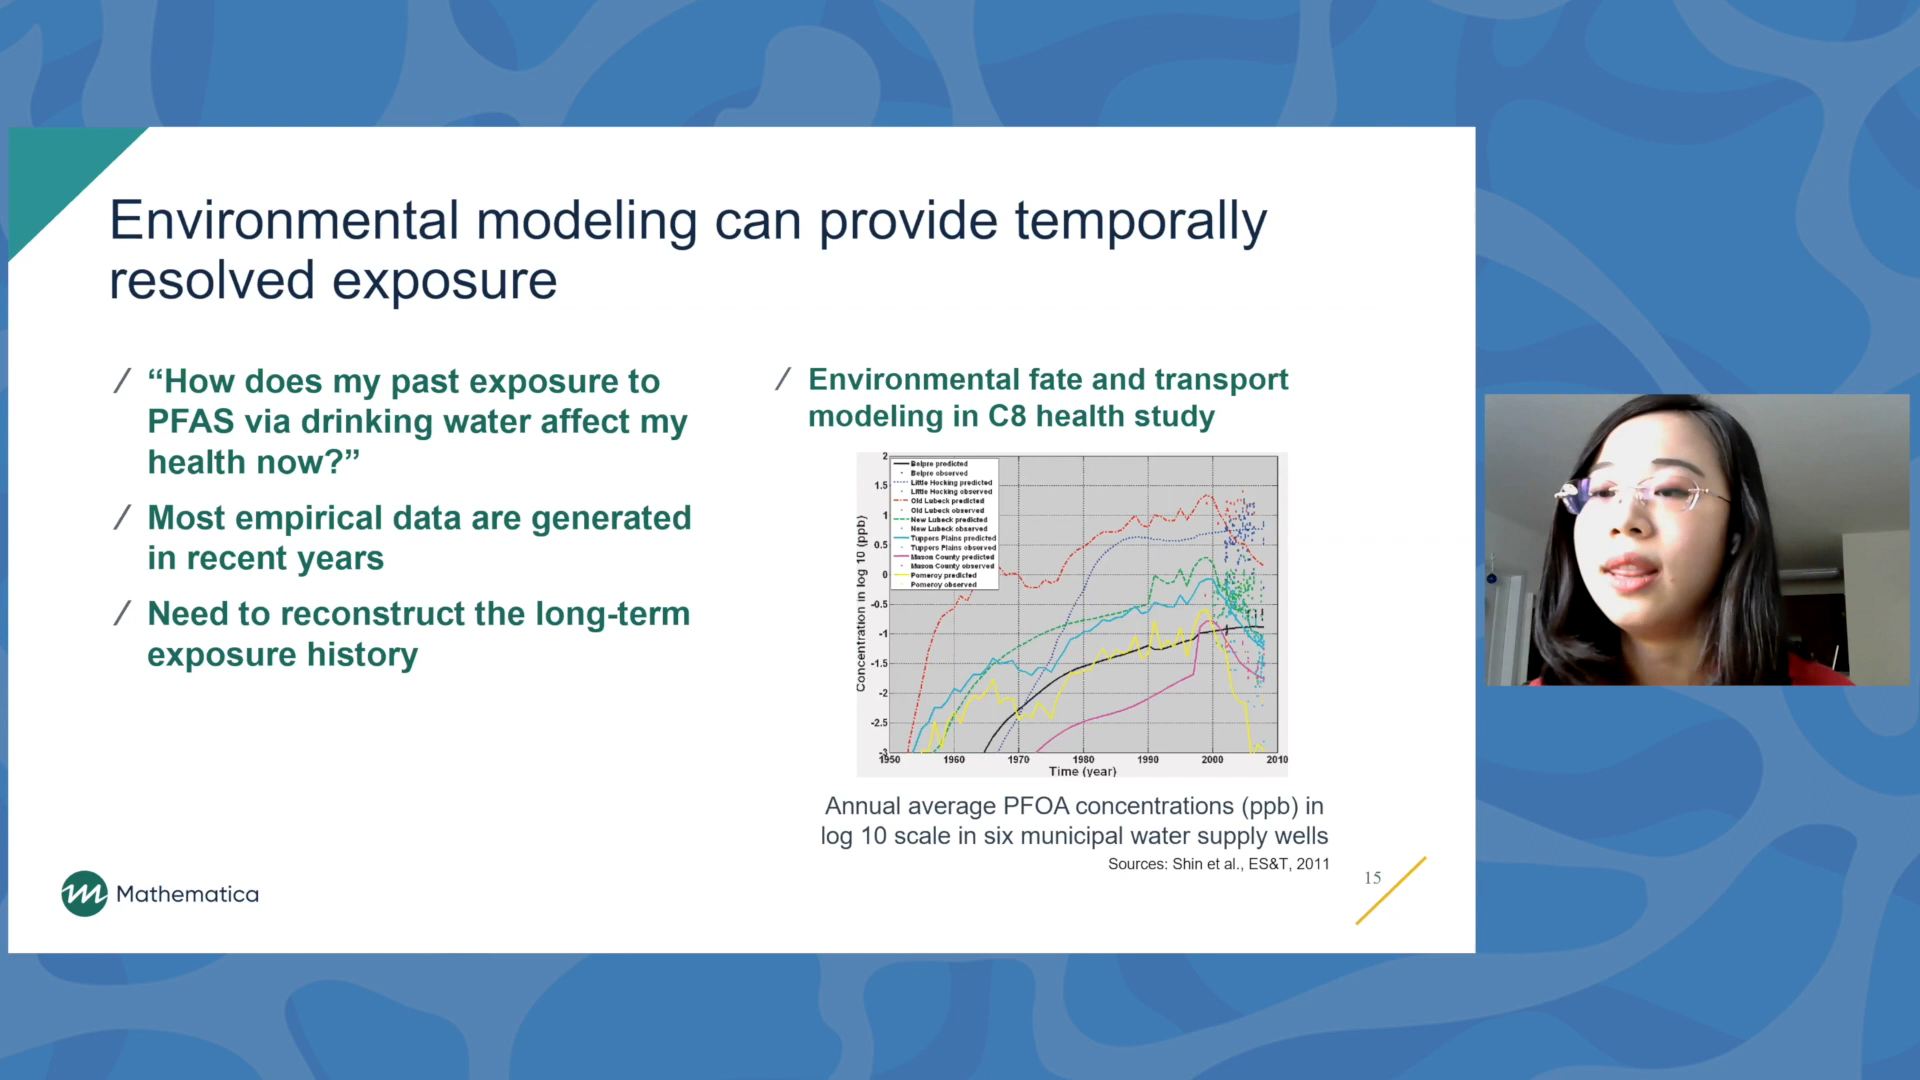 Environmental modeling can provide temporally
resolved exposure
/ “How does my past exposure to
PFAS via drinking water affect my
health now?”
/ Most empirical data are generated
in recent years
/ Need to reconstruct the long-term
exposure history
/ Environmental fate and transport
modeling in C8 health study
Belpre predicted
Belpre observed
Little Hocking predicted
Little Hocking observed
Old Lubeck predicted
Old Lubeck observed
New Lubeck predicted
New Lubeck observed
Tuppers Plains predicted
Tuppers Plains observed
Mason County predicted
Mason County observed
Pomeroy predicted
Pomeroy observed
Concentration in log 10 (ppb)
2
1.5
1
0.5
0
-0.5
-1
-1.5
-2
-2.5
-3
1950 1960 1970 1980 1990 2000 2010
Time (year)
Annual average PFOA concentrations (ppb) in
log 10 scale in six municipal water supply wells
Sources: Shin et al., ES&T, 2011
15
m Mathematica